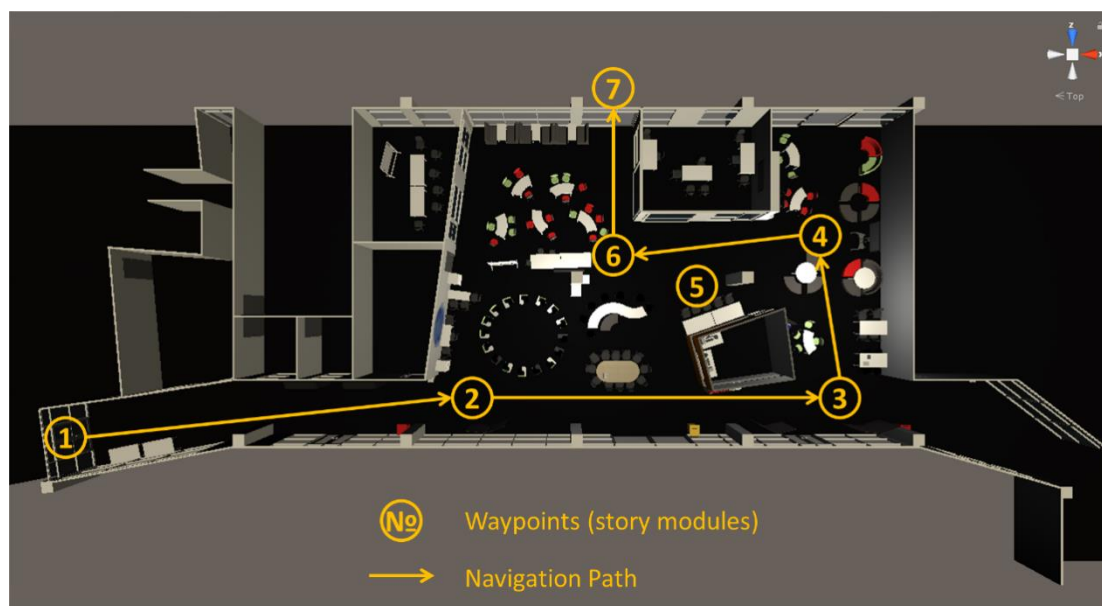 z
x
< Top
7
4
6
5
2
3
1
№ Waypoints (story modules)
Navigation Path